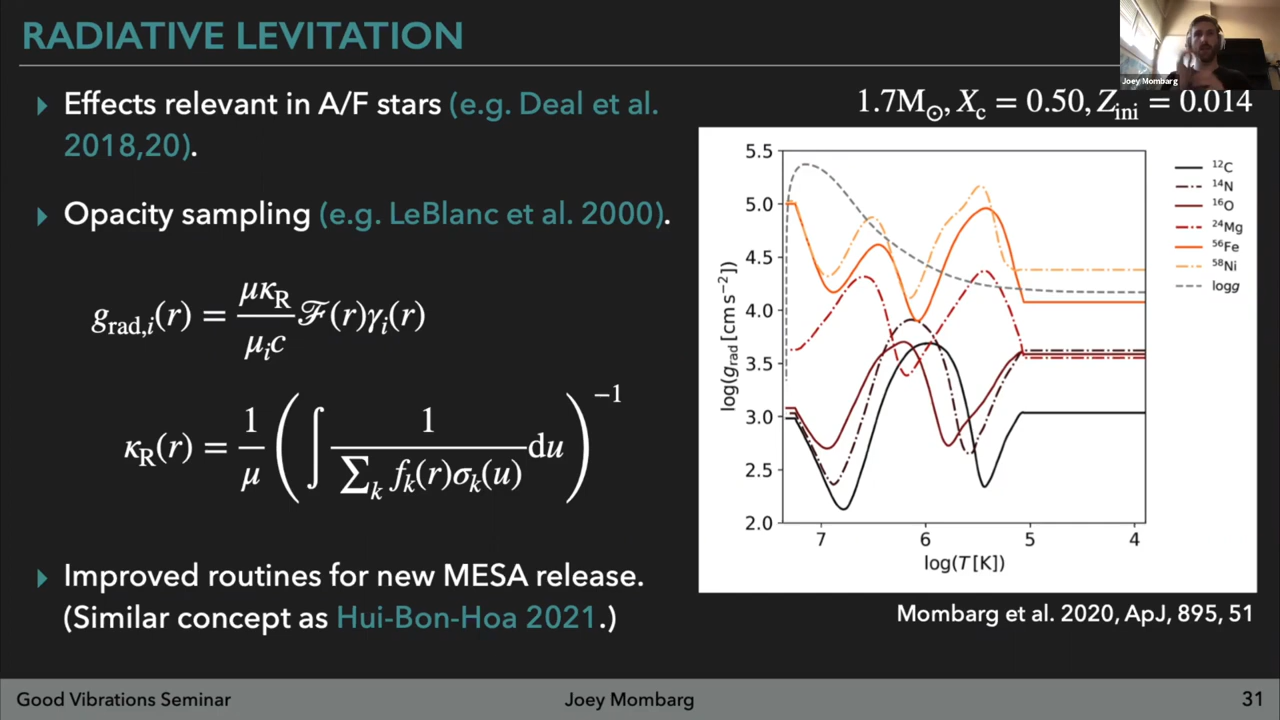 RADIATIVE LEVITATION
Joey Mombarg
Effects relevant in A/F stars (e.g. Deal et al.
2018,20).
Opacity sampling (e.g. LeBlanc et al. 2000).
g_rad,i(r) = μκ_R/μ_i c ℱ(r)γ_i(r)
κ_R(r) = 1/μ (∫ 1/∑_k f_k(r)σ_k(u) du)^−1
Improved routines for new MESA release.
(Similar concept as Hui-Bon-Hoa 2021.)
1.7M⊙, X_c = 0.50, Z_ini = 0.014
5.5
5.0
4.5
4.0
3.5
3.0
2.5
2.0
log(g_rad [cm s⁻²])
7 6 5 4
log(T [K])
¹²C
¹⁴N
¹⁶O
²⁴Mg
⁵⁶Fe
⁵⁸Ni
logg
Mombarg et al. 2020, ApJ, 895, 51
Good Vibrations Seminar Joey Mombarg 31